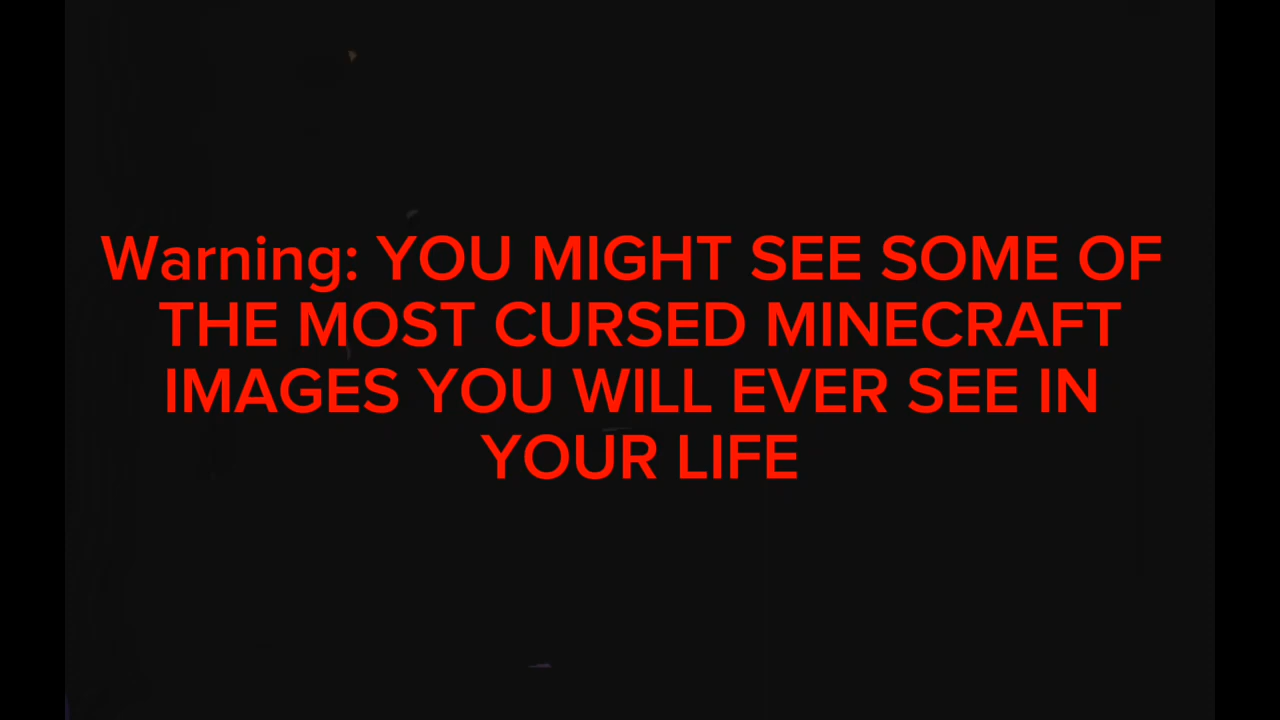 Warning: YOU MIGHT SEE SOME OF
THE MOST CURSED MINECRAFT
IMAGES YOU WILL EVER SEE IN
YOUR LIFE